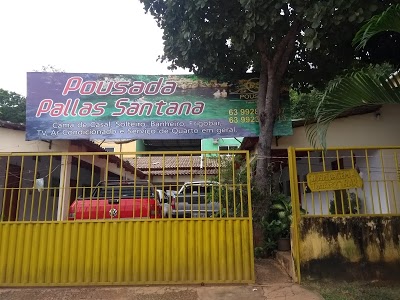 Pousada
Pallas Santana
Cama de Casal, Solteiro, Banheiro, Frigobar,
TV, Ar Condicionado e Serviço de Quarto em geral.
63 9928
63 992